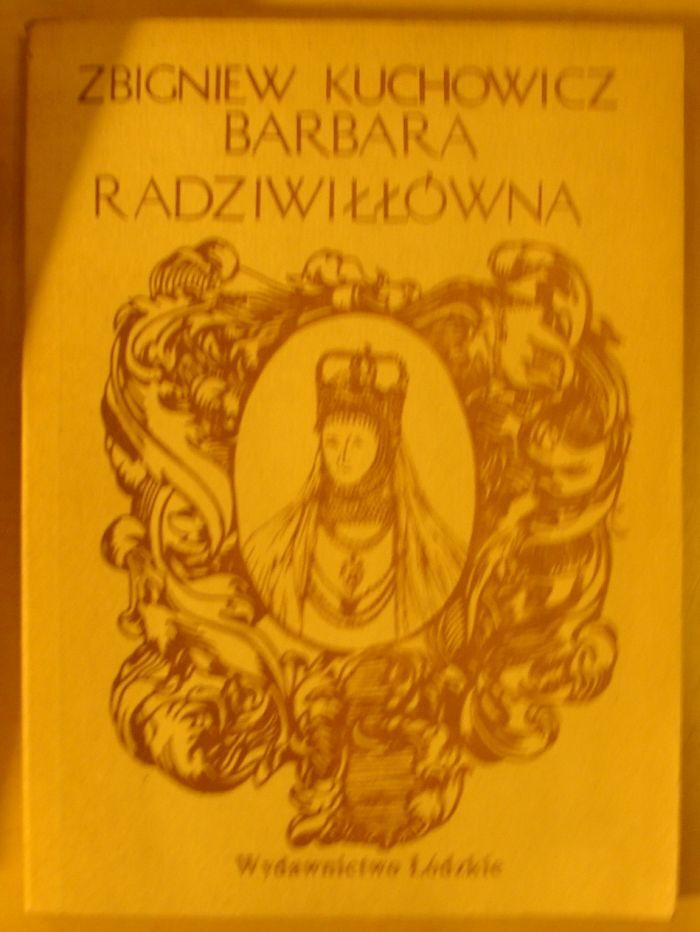 ZBIGNIEW KUCHOWICZ
BARBARA
RADZIWIŁŁÓWNA
Wydawnictwo Łódzkie